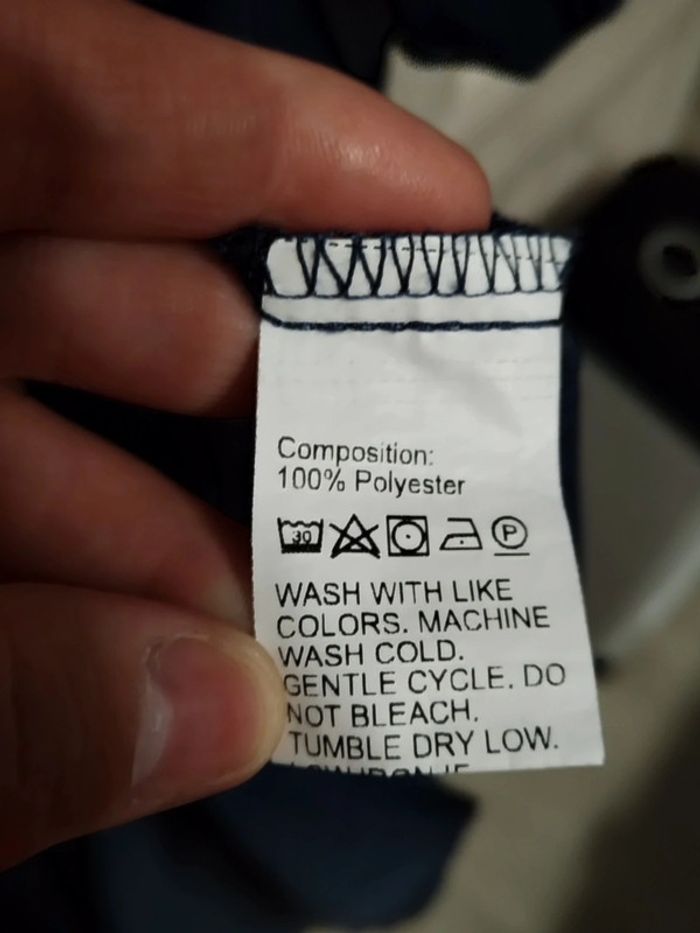 Composition:
100% Polyester
30 P
WASH WITH LIKE
COLORS. MACHINE
WASH COLD.
GENTLE CYCLE. DO
NOT BLEACH.
TUMBLE DRY LOW.